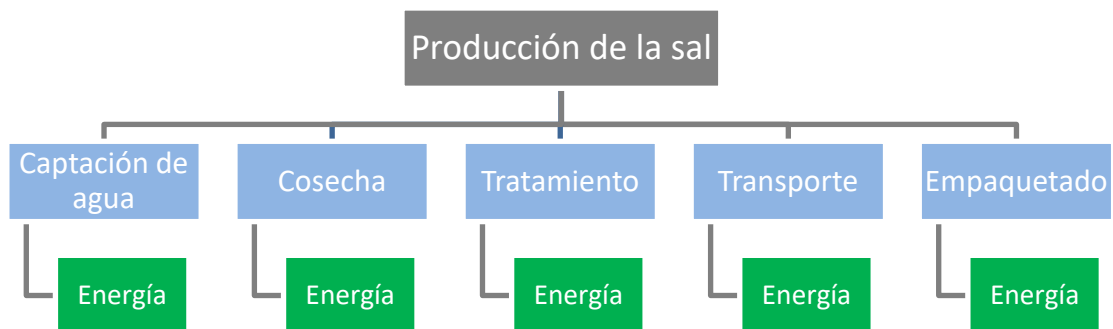 Producción de la sal
Captación de
agua
Cosecha
Tratamiento
Transporte
Empaquetado
Energía
Energía
Energía
Energía
Energía